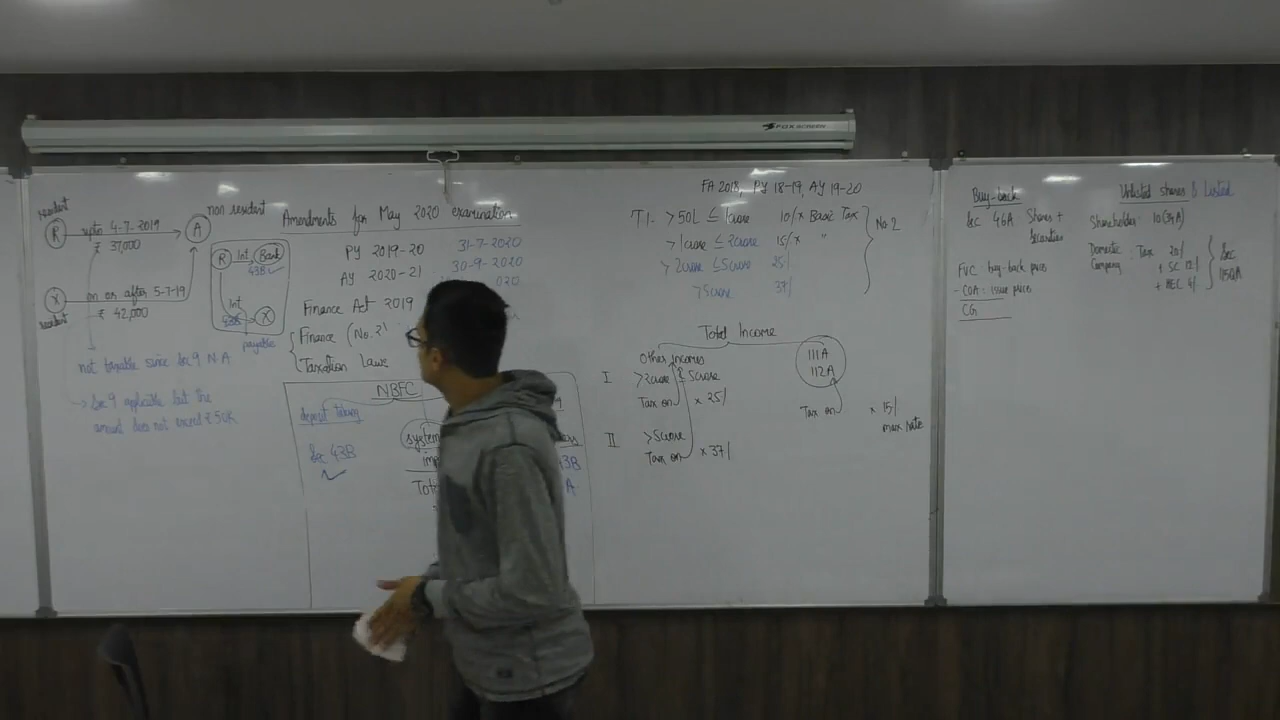 FOX SCREEN
resident
R
upto 4-7-2019
₹ 37,000
A
non resident
X
resident
on or after 5-7-19
₹ 42,000
R Int Bank
43B ✓
Int
43B X
payable
not taxable since Sec 9 N.A
Sec 9 applicable but the
amount does not exceed ₹ 50K
Amendments for May 2020 examination
PY 2019-20 31-7-2020
AY 2020-21 30-9-2020
020
Finance Act 2019
Finance (No. 2
Taxation Laws
NBFC
deposit taking
Sec 43B
system
imp
Tot
43B
A
FA 2018, PY 18-19, AY 19-20
T.I. > 50L ≤ 1crore 10% x Basic Tax
> 1crore ≤ 2crore 15% x "
> 2crore ≤ 5crore 25%
> 5crore 37%
No.2
Total Income
Other incomes
111A
112A
I > 2crore ≤ 5crore
Tax on x 25%
Tax on x 15%
max rate
II > 5crore
Tax on x 37%
Buy-back
Sec 46A Shares +
Securities
FVC : buy-back price
- COA : issue price
CG
Unlisted shares & Listed
Shareholder: 10(34A)
Domestic Company : Tax 20%
+ SC 12%
+ HEC 4%
Sec
115QA